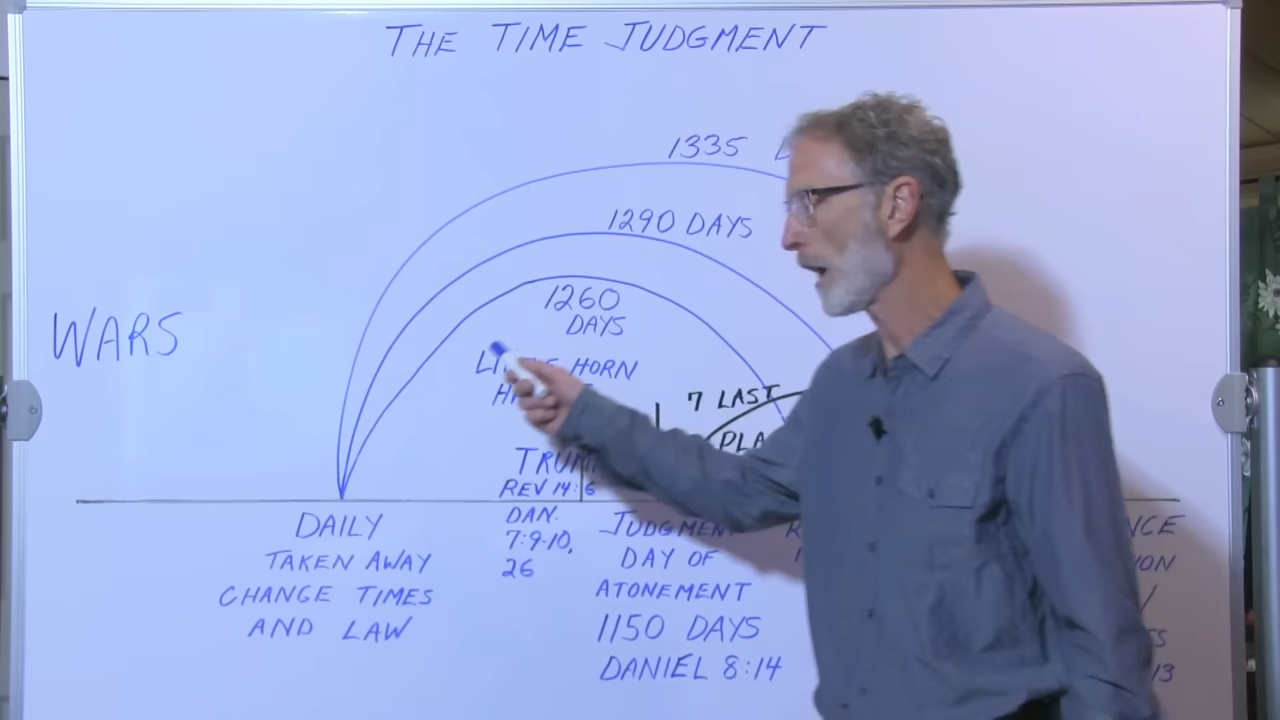 THE TIME JUDGMENT
1335
1290 DAYS
1260
DAYS
WARS
HORN
7 LAST
REV 14:6
DAILY
TAKEN AWAY
CHANGE TIMES
AND LAW
DAN.
7:9-10,
26
DAY OF
ATONEMENT
1150 DAYS
DANIEL 8:14
13